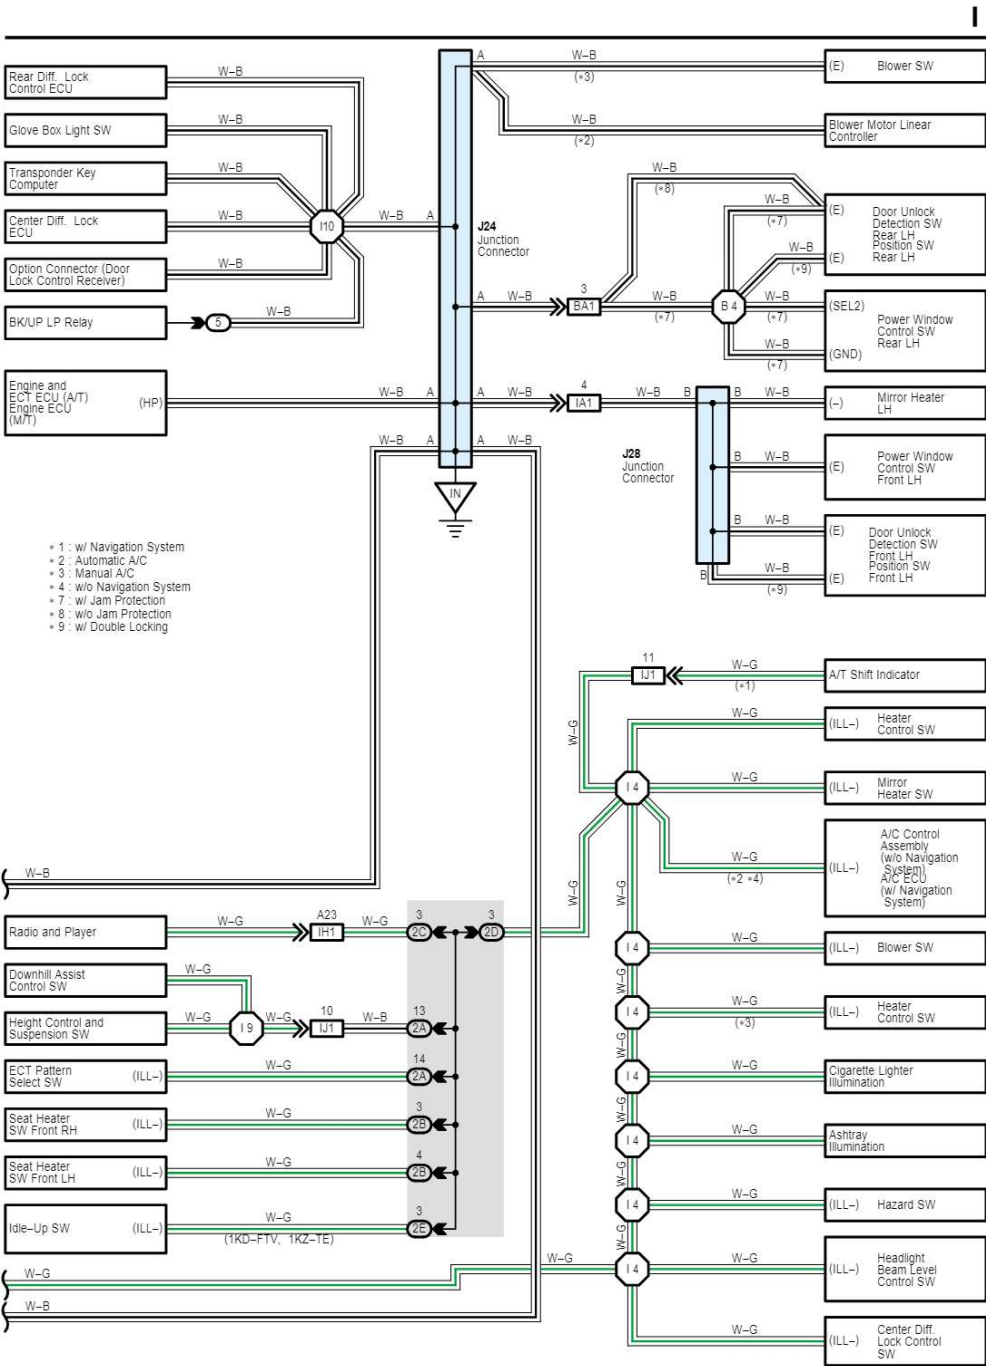 I
Rear Diff. Lock
Control ECU
W–B
Glove Box Light SW
W–B
Transponder Key
Computer
W–B
Center Diff. Lock
ECU
W–B
I10
W–B
A
Option Connector (Door
Lock Control Receiver)
W–B
BK/UP LP Relay
5
W–B
Engine and
ECT ECU (A/T)
Engine ECU
(M/T)
(HP)
W–B
A
W–B
A
A
W–B
(∗3)
(E)
Blower SW
W–B
(∗2)
Blower Motor Linear
Controller
J24
Junction
Connector
W–B
(∗8)
W–B
(∗7)
W–B
(∗9)
(E)
Door Unlock
Detection SW
Rear LH
Position SW
Rear LH
(E)
A
W–B
3
BA1
W–B
(∗7)
B 4
W–B
(∗7)
(SEL2)
Power Window
Control SW
Rear LH
W–B
(∗7)
(GND)
A
W–B
4
IA1
W–B
B
B
W–B
(–)
Mirror Heater
LH
A
W–B
J28
Junction
Connector
B
W–B
(E)
Power Window
Control SW
Front LH
B
W–B
(E)
Door Unlock
Detection SW
Front LH
Position SW
Front LH
B
W–B
(∗9)
(E)
IN
∗ 1 : w/ Navigation System
∗ 2 : Automatic A/C
∗ 3 : Manual A/C
∗ 4 : w/o Navigation System
∗ 7 : w/ Jam Protection
∗ 8 : w/o Jam Protection
∗ 9 : w/ Double Locking
11
IJ1
W–G
(∗1)
A/T Shift Indicator
W–G
W–G
(ILL–)
Heater
Control SW
I 4
W–G
(ILL–)
Mirror
Heater SW
W–G
(∗2 ∗4)
(ILL–)
A/C Control
Assembly
(w/o Navigation
System)
A/C ECU
(w/ Navigation
System)
W–G
W–G
W–B
Radio and Player
W–G
A23
IH1
W–G
3
2C
3
2D
I 4
W–G
(ILL–)
Blower SW
W–G
Downhill Assist
Control SW
W–G
Height Control and
Suspension SW
W–G
I 9
W–G
10
IJ1
W–B
13
2A
I 4
W–G
(∗3)
(ILL–)
Heater
Control SW
W–G
ECT Pattern
Select SW
(ILL–)
W–G
14
2A
I 4
W–G
Cigarette Lighter
Illumination
W–G
Seat Heater
SW Front RH
(ILL–)
W–G
3
2B
I 4
W–G
Ashtray
Illumination
W–G
Seat Heater
SW Front LH
(ILL–)
W–G
4
2B
I 4
W–G
(ILL–)
Hazard SW
W–G
Idle–Up SW
(ILL–)
W–G
(1KD–FTV, 1KZ–TE)
3
2E
W–G
W–G
I 4
W–G
(ILL–)
Headlight
Beam Level
Control SW
W–B
W–G
(ILL–)
Center Diff.
Lock Control
SW